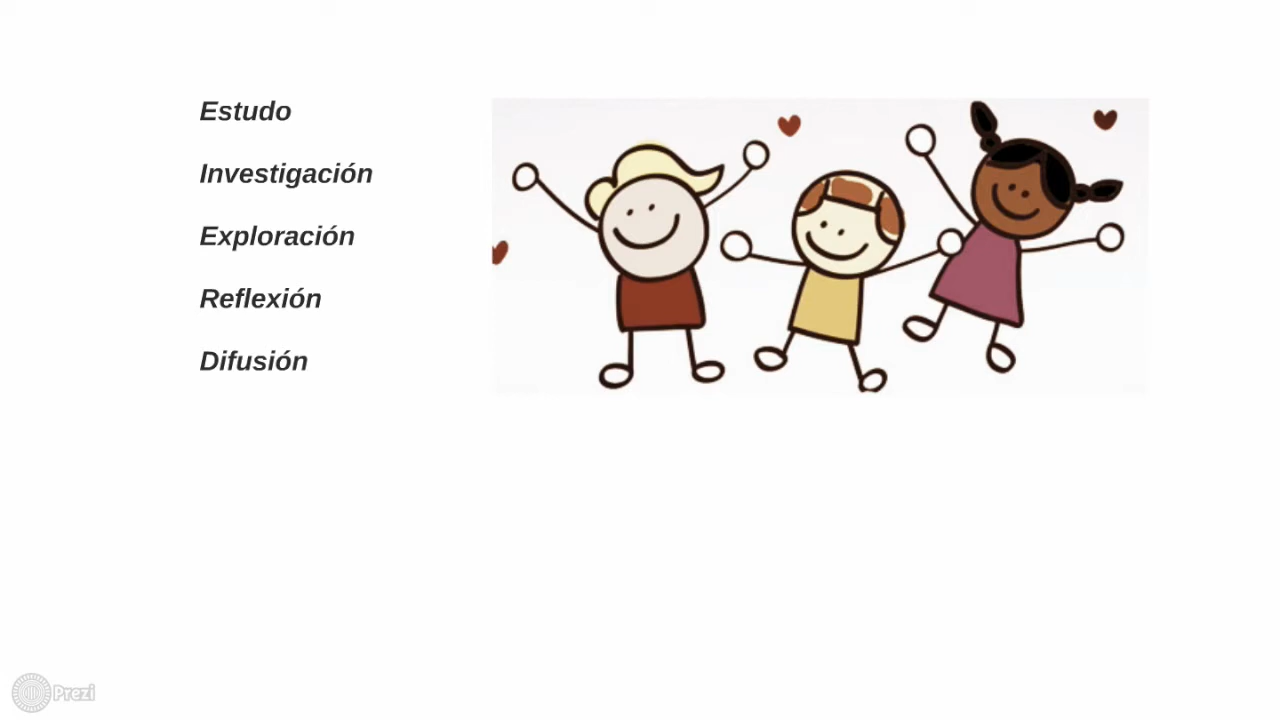 Estudo
Investigación
Exploración
Reflexión
Difusión
Prezi